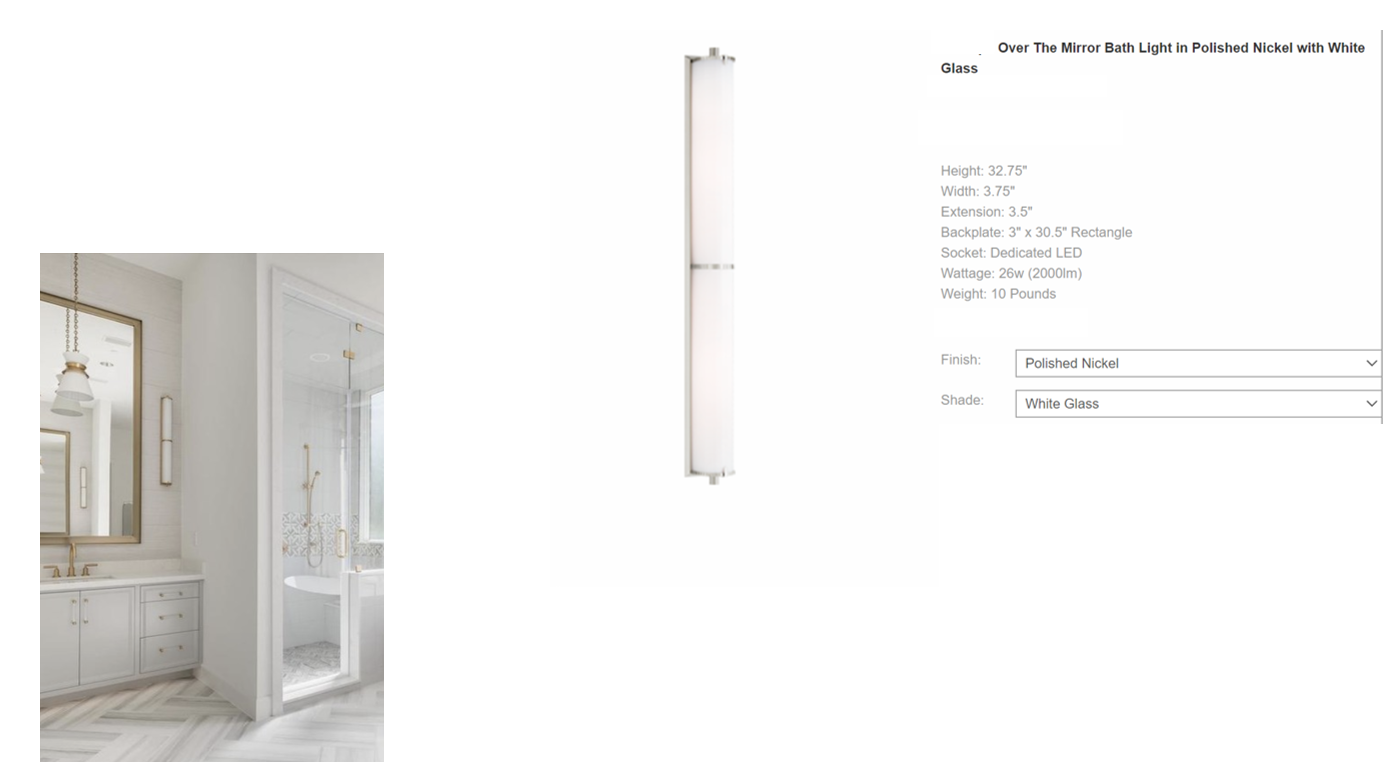 Over The Mirror Bath Light in Polished Nickel with White
Glass
Height: 32.75"
Width: 3.75"
Extension: 3.5"
Backplate: 3" x 30.5" Rectangle
Socket: Dedicated LED
Wattage: 26w (2000lm)
Weight: 10 Pounds
Finish: Polished Nickel
Shade: White Glass